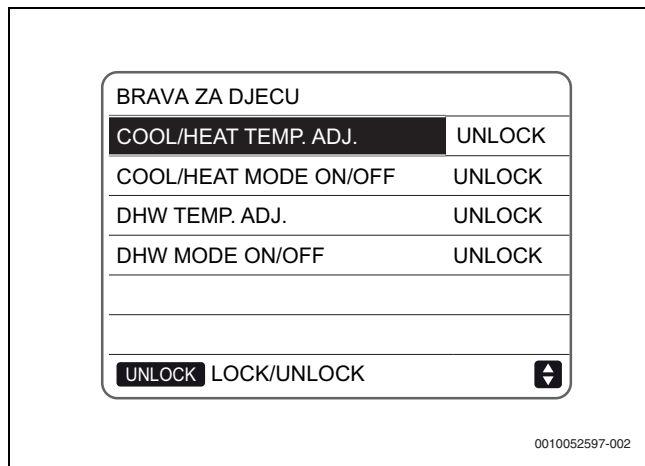 BRAVA ZA DJECU
COOL/HEAT TEMP. ADJ. UNLOCK
COOL/HEAT MODE ON/OFF UNLOCK
DHW TEMP. ADJ. UNLOCK
DHW MODE ON/OFF UNLOCK
UNLOCK LOCK/UNLOCK
0010052597-002